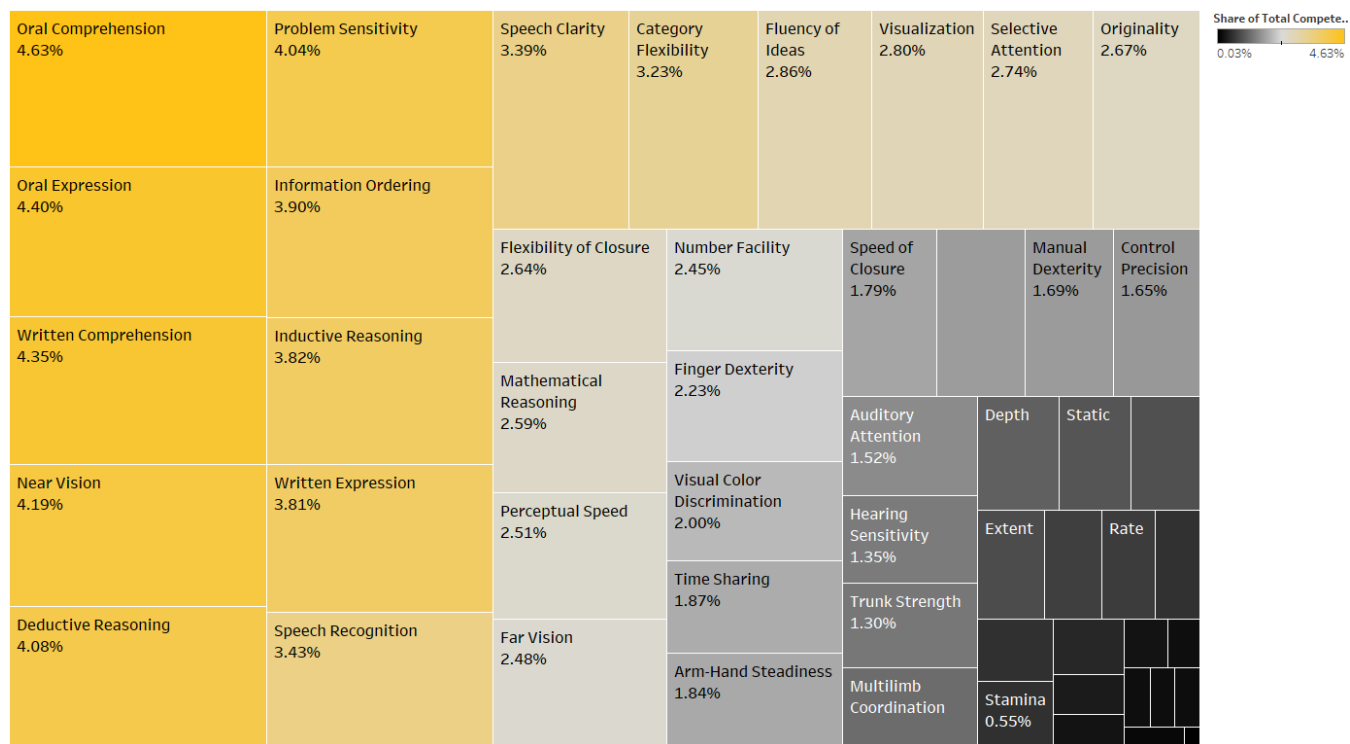 Oral Comprehension
4.63%
Oral Expression
4.40%
Written Comprehension
4.35%
Near Vision
4.19%
Deductive Reasoning
4.08%
Problem Sensitivity
4.04%
Information Ordering
3.90%
Inductive Reasoning
3.82%
Written Expression
3.81%
Speech Recognition
3.43%
Speech Clarity
3.39%
Category
Flexibility
3.23%
Fluency of
Ideas
2.86%
Visualization
2.80%
Selective
Attention
2.74%
Originality
2.67%
Flexibility of Closure
2.64%
Mathematical
Reasoning
2.59%
Perceptual Speed
2.51%
Far Vision
2.48%
Number Facility
2.45%
Finger Dexterity
2.23%
Visual Color
Discrimination
2.00%
Time Sharing
1.87%
Arm-Hand Steadiness
1.84%
Speed of
Closure
1.79%
Manual
Dexterity
1.69%
Control
Precision
1.65%
Auditory
Attention
1.52%
Hearing
Sensitivity
1.35%
Trunk Strength
1.30%
Multilimb
Coordination
Depth
Static
Extent
Rate
Stamina
0.55%
Share of Total Compete..
0.03%
4.63%